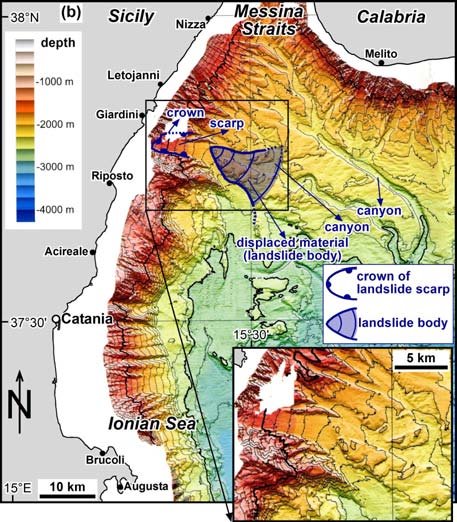 38°N
(b)
Sicily
Messina
Straits
Calabria
Nizza
Melito
depth
-1000 m
-2000 m
-3000 m
-4000 m
Letojanni
Giardini
crown
scarp
Riposto
canyon
canyon
displaced material
(landslide body)
Acireale
crown of
landslide scarp
landslide body
37°30'
Catania
15°30
5 km
N
Ionian Sea
Brucoli
15°E
10 km
Augusta